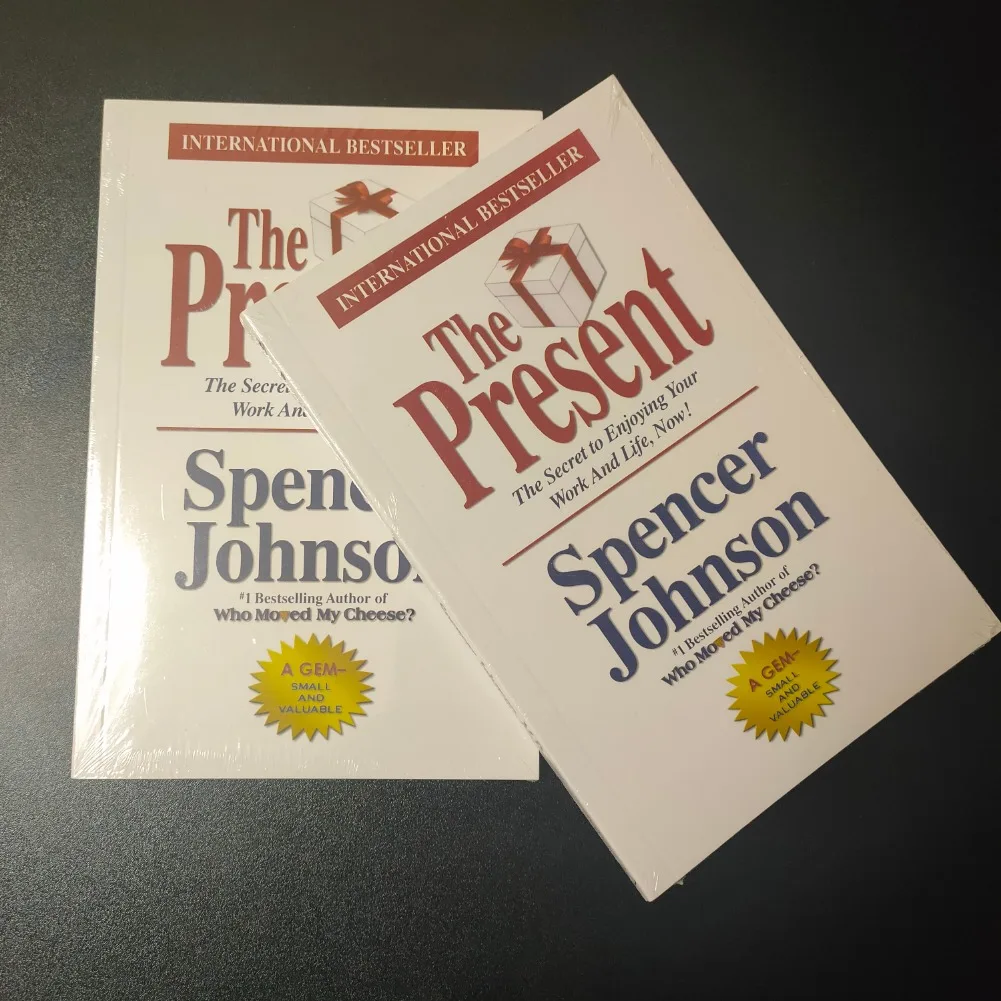 INTERNATIONAL BESTSELLER
The
Pr
The Secret
Work And
Spenc
Johnso
#1 Bestselling Author of
Who Moved My Cheese?
A GEM–
SMALL
AND
VALUABLE
INTERNATIONAL BESTSELLER
The
Present
The Secret to Enjoying Your
Work And Life, Now!
Spencer
Johnson
#1 Bestselling Author of
Who Moved My Cheese?
A GEM–
SMALL
AND
VALUABLE